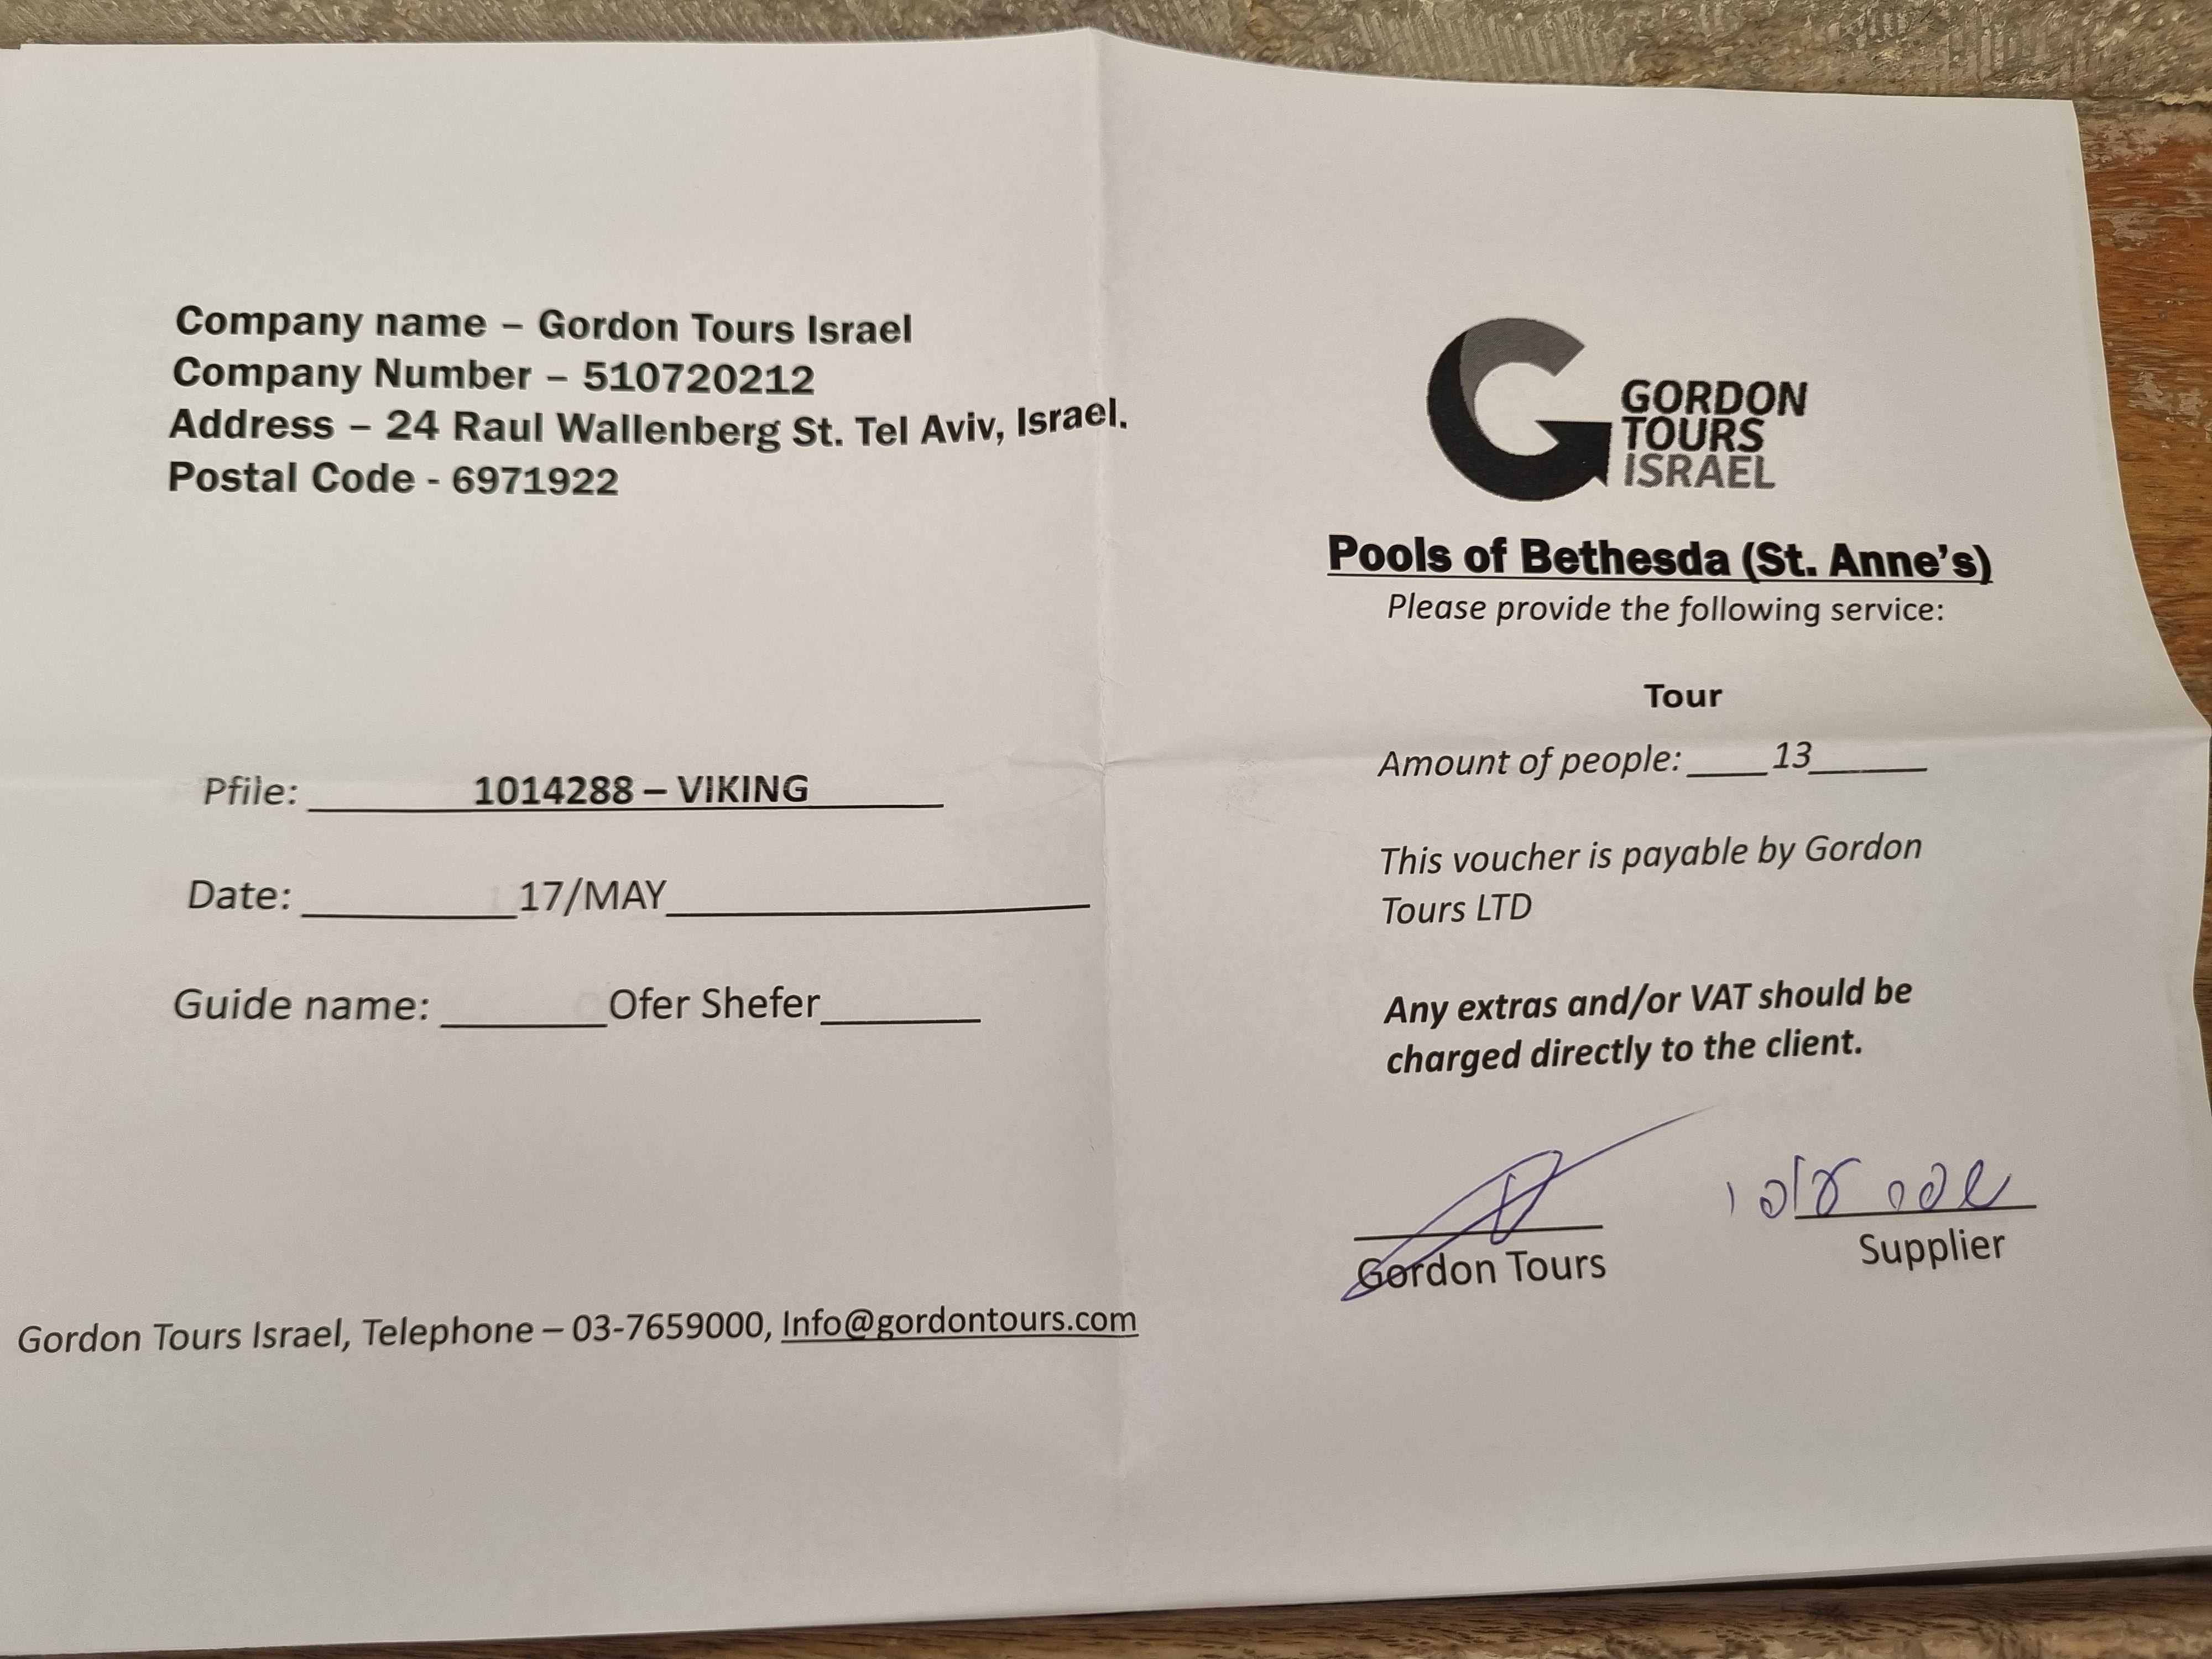 Company name – Gordon Tours Israel
Company Number – 510720212
Address – 24 Raul Wallenberg St. Tel Aviv, Israel.
Postal Code - 6971922
Pfile: 1014288 – VIKING
Date: 17/MAY
Guide name: Ofer Shefer
Gordon Tours Israel, Telephone – 03-7659000, Info@gordontours.com
GORDON
TOURS
ISRAEL
Pools of Bethesda (St. Anne's)
Please provide the following service:
Tour
Amount of people: 13
This voucher is payable by Gordon
Tours LTD
Any extras and/or VAT should be
charged directly to the client.
Gordon Tours
Supplier